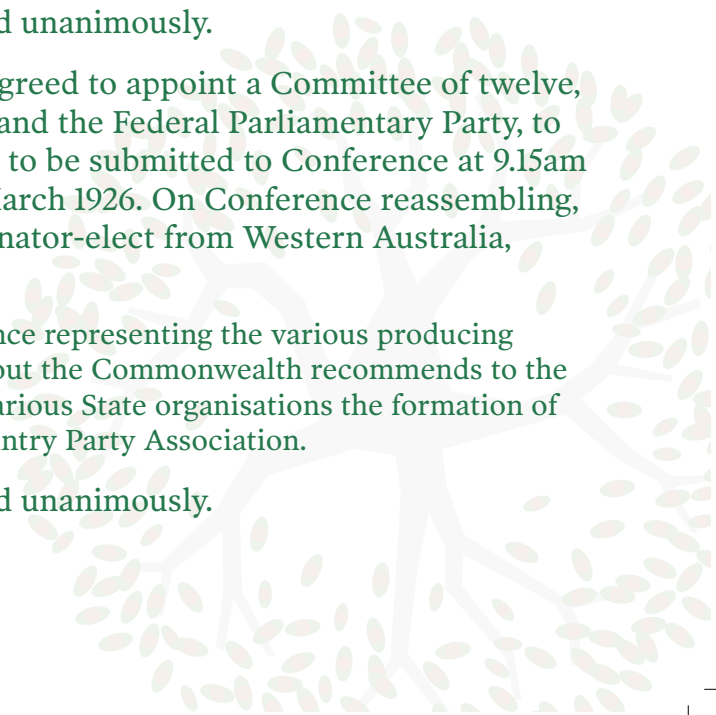 d unanimously.
greed to appoint a Committee of twelve,
and the Federal Parliamentary Party, to
to be submitted to Conference at 9.15am
arch 1926. On Conference reassembling,
nator-elect from Western Australia,
nce representing the various producing
out the Commonwealth recommends to the
arious State organisations the formation of
ntry Party Association.
d unanimously.